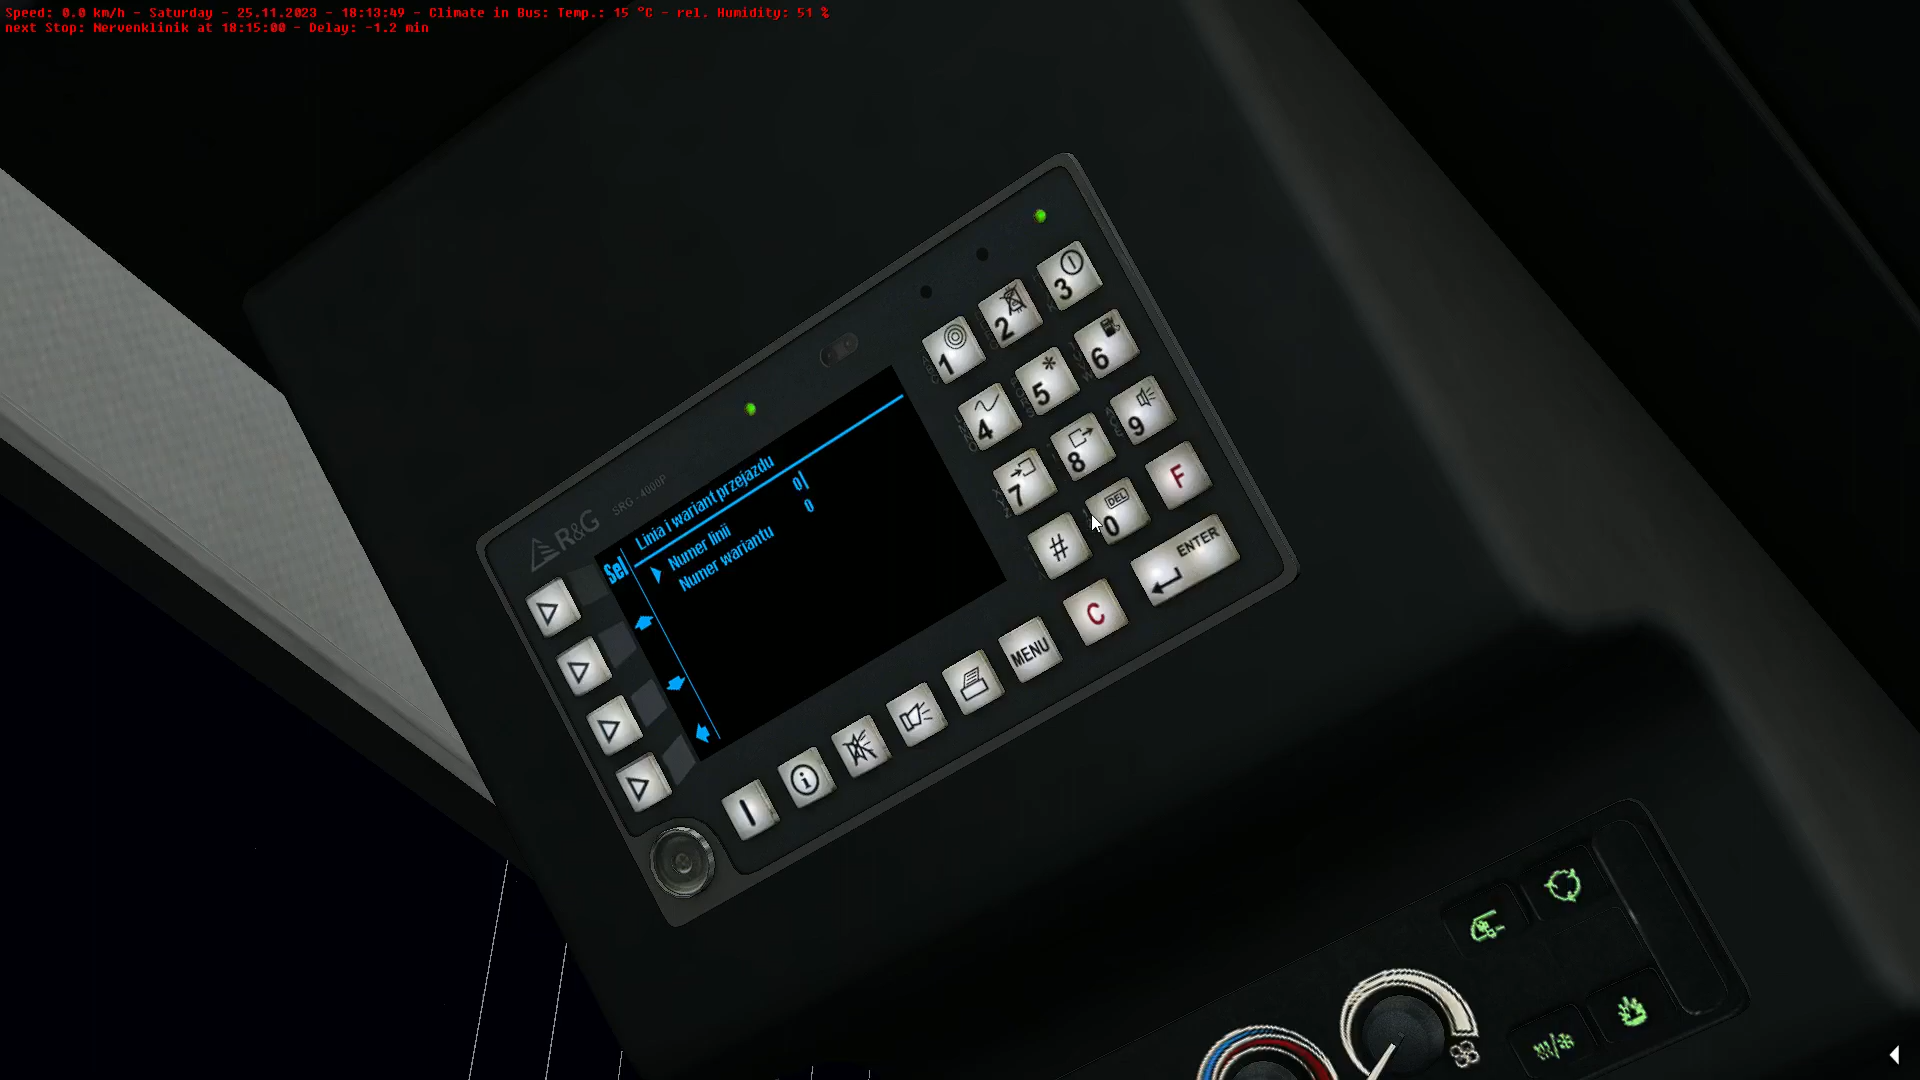 Speed: 0.0 km/h - Saturday - 25.11.2023 - 18:13:49 - Climate in Bus: Temp.: 15 °C - rel. Humidity: 51 %
next Stop: Nervenklinik at 18:15:00 - Delay: -1.2 min
R&G
SRG-4000P
Sel
Linia i wariant przejazdu
Numer linii 0
Numer wariantu 0
1
2
3
4
5
6
7
8
9
#
DEL
0
F
C
ENTER
MENU